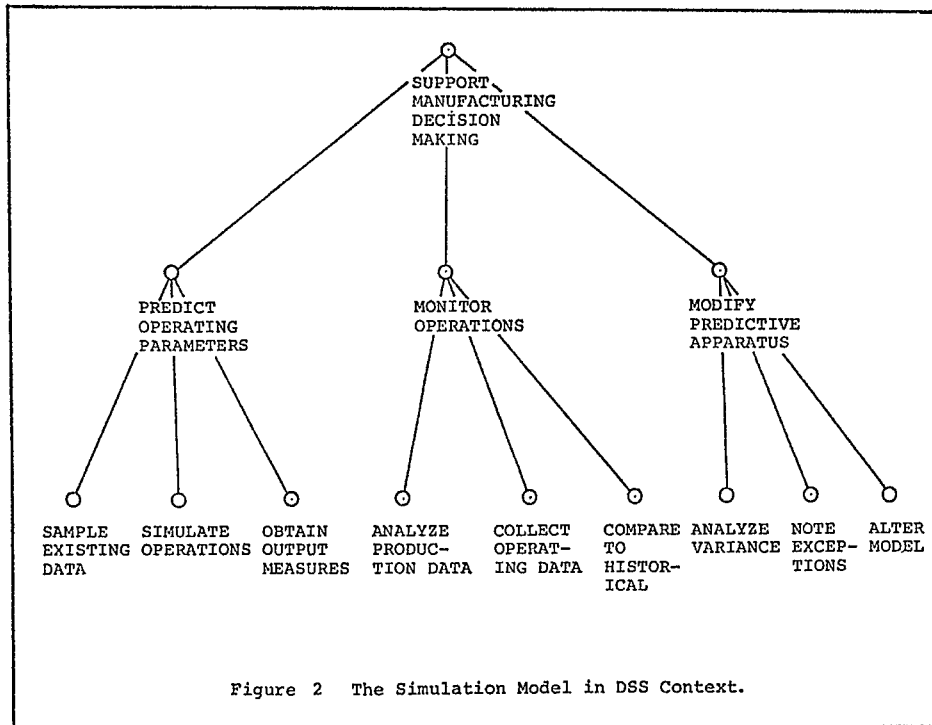 SUPPORT
MANUFACTURING
DECİSION
MAKING
PREDICT
OPERATING
PARAMETERS
MONITOR
OPERATIONS
MODIFY
PREDICTIVE
APPARATUS
SAMPLE
EXISTING
DATA
SIMULATE
OPERATIONS
OBTAIN
OUTPUT
MEASURES
ANALYZE
PRODUC-
TION DATA
COLLECT
OPERAT-
ING DATA
COMPARE
TO
HISTOR-
ICAL
ANALYZE
VARIANCE
NOTE
EXCEP-
TIONS
ALTER
MODEL
Figure 2 The Simulation Model in DSS Context.